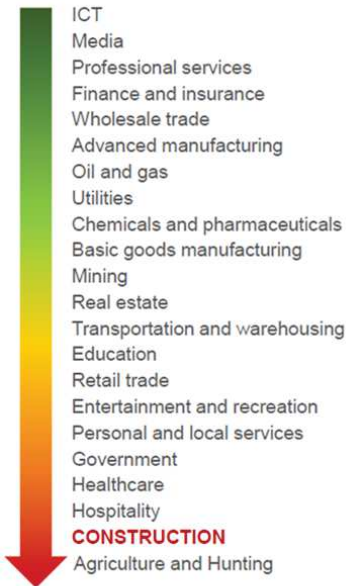 ICT
Media
Professional services
Finance and insurance
Wholesale trade
Advanced manufacturing
Oil and gas
Utilities
Chemicals and pharmaceuticals
Basic goods manufacturing
Mining
Real estate
Transportation and warehousing
Education
Retail trade
Entertainment and recreation
Personal and local services
Government
Healthcare
Hospitality
CONSTRUCTION
Agriculture and Hunting